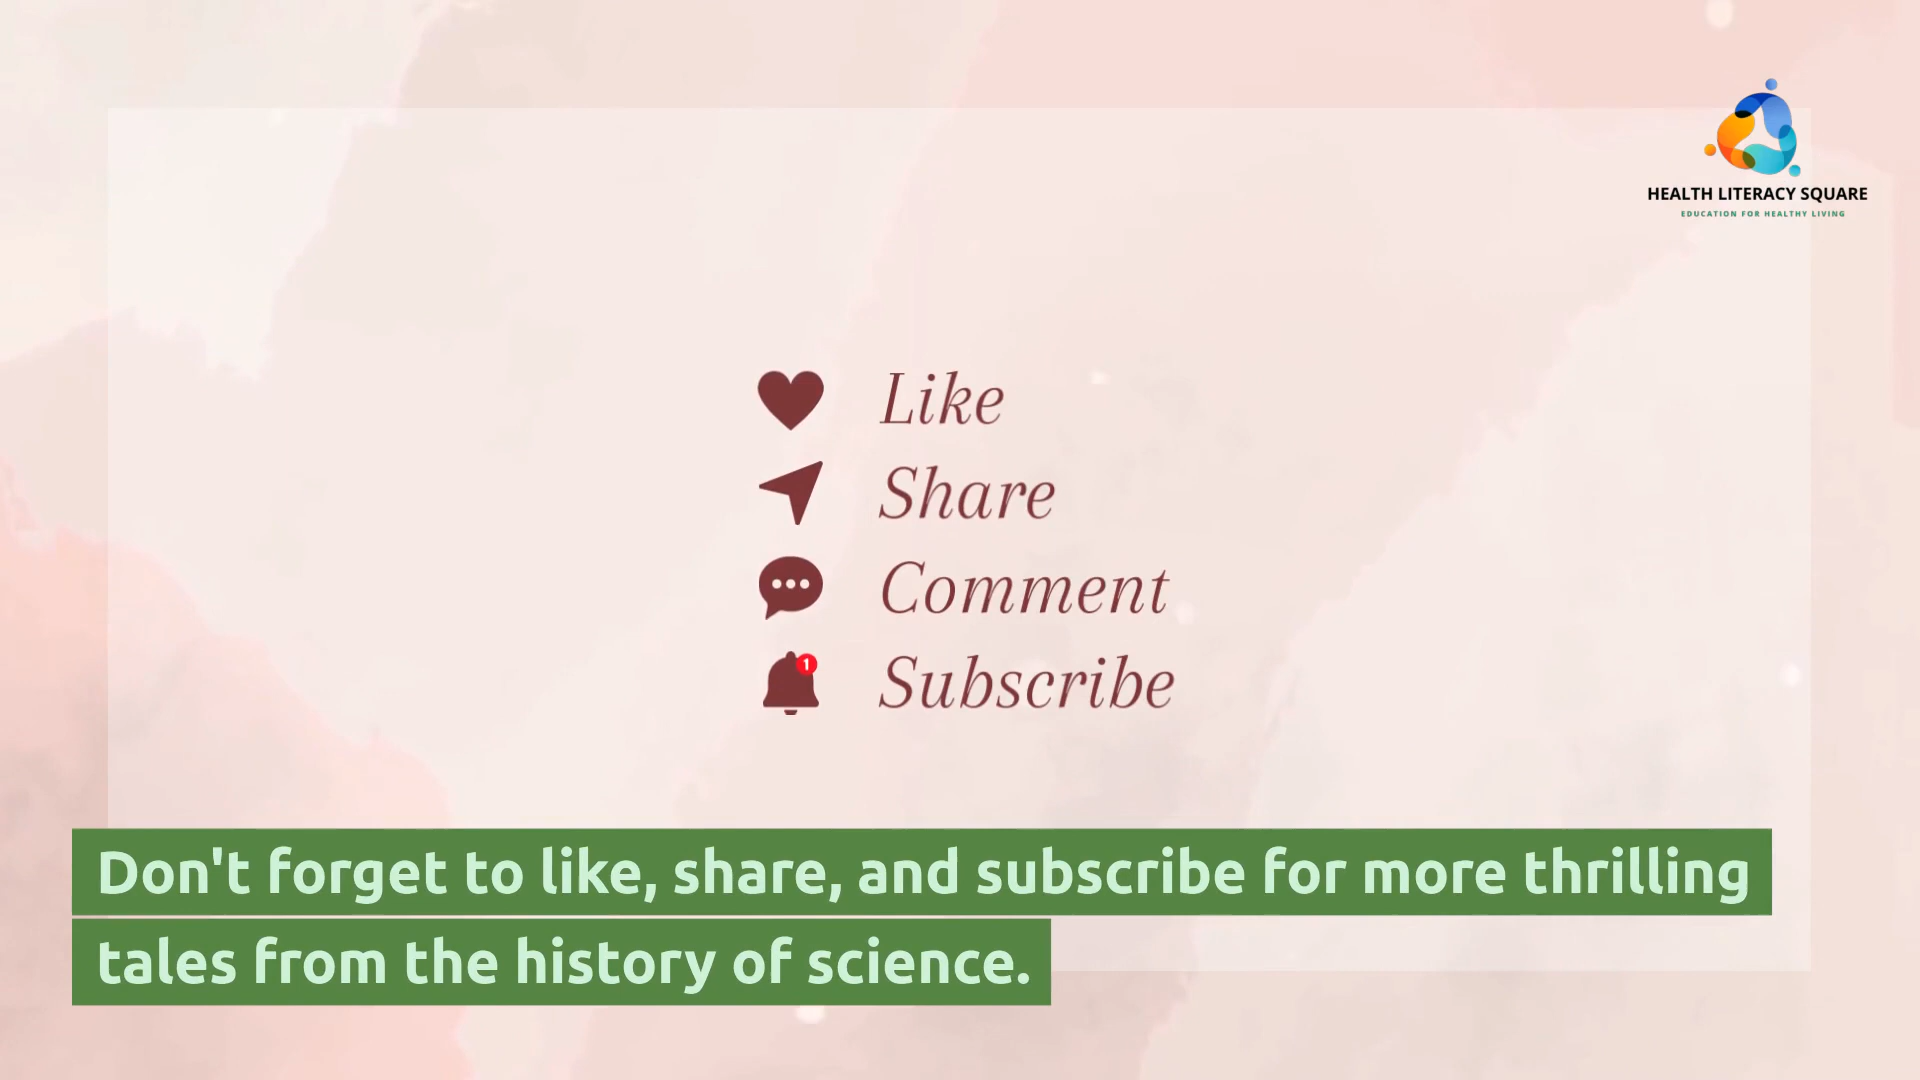 HEALTH LITERACY SQUARE
EDUCATION FOR HEALTHY LIVING
Like
Share
Comment
1
Subscribe
Don't forget to like, share, and subscribe for more thrilling
tales from the history of science.